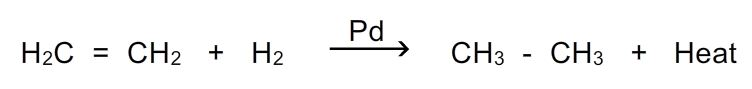 Pd
H₂C = CH₂ + H₂ ⟶ CH₃ - CH₃ + Heat